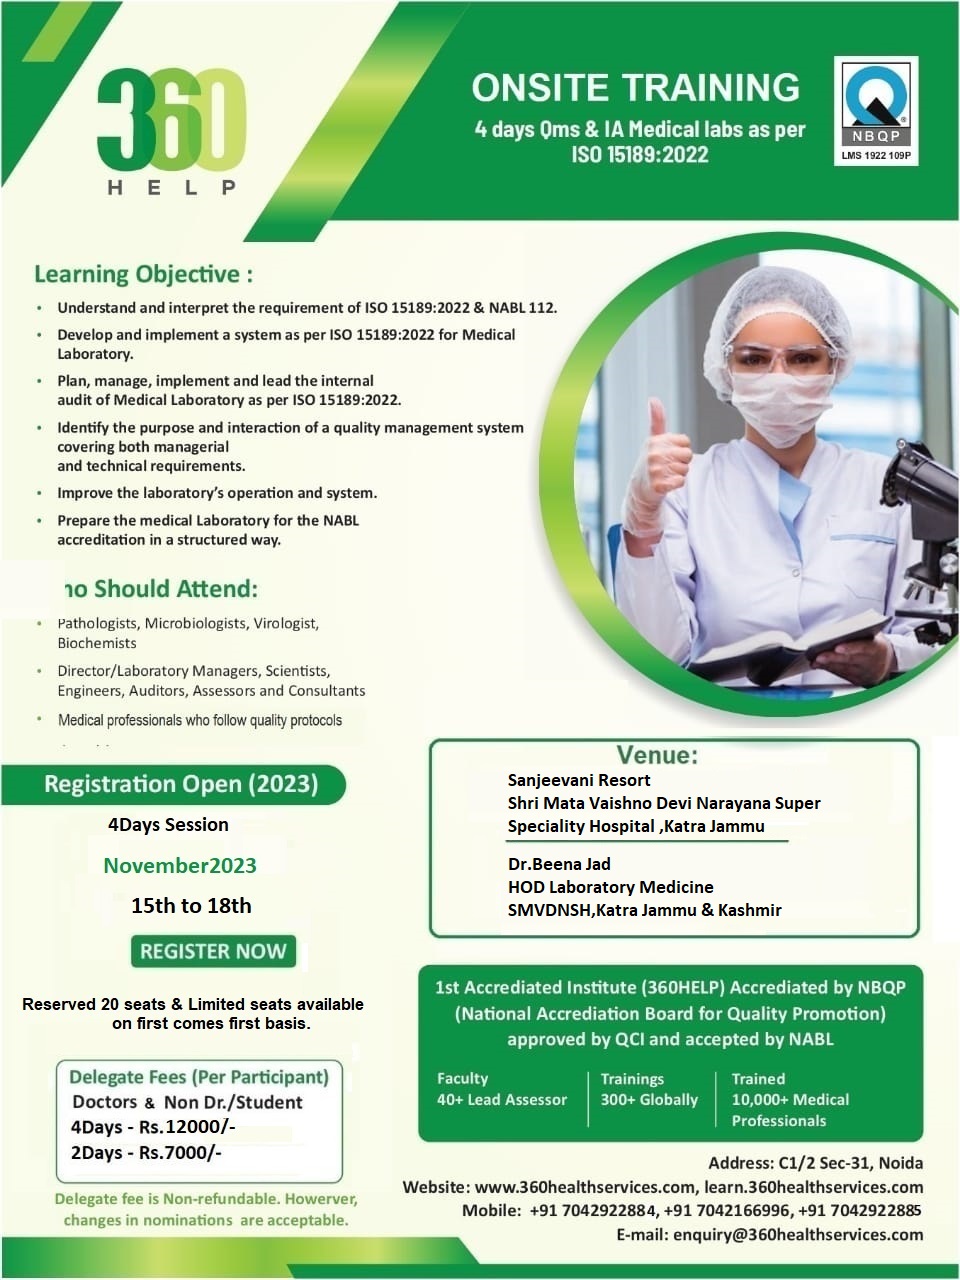 360
HELP
ONSITE TRAINING
4 days Qms & IA Medical labs as per
ISO 15189:2022
NBQP
LMS 1922 109P
Learning Objective :
• Understand and interpret the requirement of ISO 15189:2022 & NABL 112.
• Develop and implement a system as per ISO 15189:2022 for Medical
Laboratory.
• Plan, manage, implement and lead the internal
audit of Medical Laboratory as per ISO 15189:2022.
• Identify the purpose and interaction of a quality management system
covering both managerial
and technical requirements.
• Improve the laboratory's operation and system.
• Prepare the medical Laboratory for the NABL
accreditation in a structured way.
ho Should Attend:
• Pathologists, Microbiologists, Virologist,
Biochemists
• Director/Laboratory Managers, Scientists,
Engineers, Auditors, Assessors and Consultants
• Medical professionals who follow quality protocols
Registration Open (2023)
4Days Session
November2023
15th to 18th
REGISTER NOW
Reserved 20 seats & Limited seats available
on first comes first basis.
Delegate Fees (Per Participant)
Doctors & Non Dr./Student
4Days - Rs.12000/-
2Days - Rs.7000/-
Delegate fee is Non-refundable. However,
changes in nominations are acceptable.
Venue:
Sanjeevani Resort
Shri Mata Vaishno Devi Narayana Super
Speciality Hospital ,Katra Jammu
Dr.Beena Jad
HOD Laboratory Medicine
SMVDNSH,Katra Jammu & Kashmir
1st Accrediated Institute (360HELP) Accrediated by NBQP
(National Accrediation Board for Quality Promotion)
approved by QCI and accepted by NABL
Faculty
40+ Lead Assessor
Trainings
300+ Globally
Trained
10,000+ Medical
Professionals
Address: C1/2 Sec-31, Noida
Website: www.360healthservices.com, learn.360healthservices.com
Mobile: +91 7042922884, +91 7042166996, +91 7042922885
E-mail: enquiry@360healthservices.com